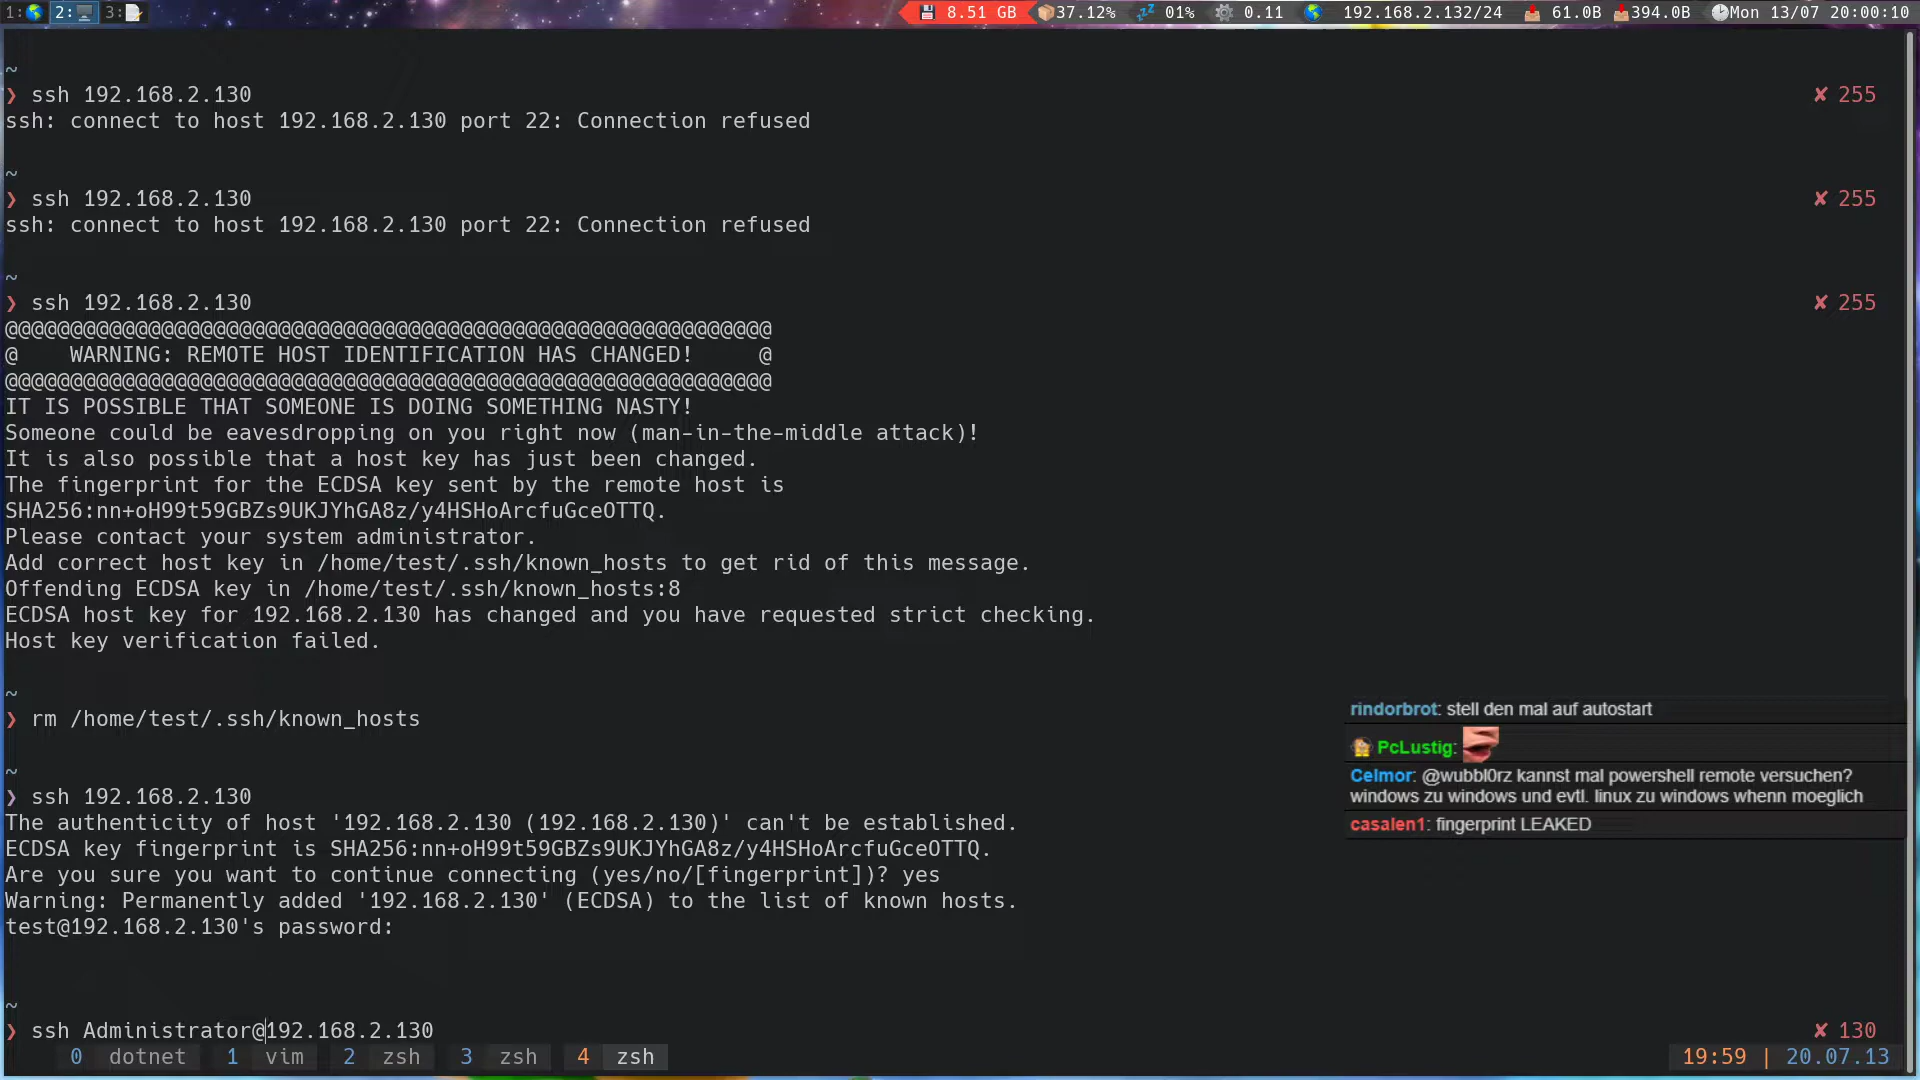 1: 2: 3: 8.51 GB 37.12% 01% 0.11 192.168.2.132/24 61.0B 394.0B Mon 13/07 20:00:10
~
❯ ssh 192.168.2.130 ✘ 255
ssh: connect to host 192.168.2.130 port 22: Connection refused
~
❯ ssh 192.168.2.130 ✘ 255
ssh: connect to host 192.168.2.130 port 22: Connection refused
~
❯ ssh 192.168.2.130 ✘ 255
@@@@@@@@@@@@@@@@@@@@@@@@@@@@@@@@@@@@@@@@@@@@@@@@@@@@@@@@@@@
@    WARNING: REMOTE HOST IDENTIFICATION HAS CHANGED!     @
@@@@@@@@@@@@@@@@@@@@@@@@@@@@@@@@@@@@@@@@@@@@@@@@@@@@@@@@@@@
IT IS POSSIBLE THAT SOMEONE IS DOING SOMETHING NASTY!
Someone could be eavesdropping on you right now (man-in-the-middle attack)!
It is also possible that a host key has just been changed.
The fingerprint for the ECDSA key sent by the remote host is
SHA256:nn+oH99t59GBZs9UKJYhGA8z/y4HSHoArcfuGceOTTQ.
Please contact your system administrator.
Add correct host key in /home/test/.ssh/known_hosts to get rid of this message.
Offending ECDSA key in /home/test/.ssh/known_hosts:8
ECDSA host key for 192.168.2.130 has changed and you have requested strict checking.
Host key verification failed.
~
❯ rm /home/test/.ssh/known_hosts
~
❯ ssh 192.168.2.130
The authenticity of host '192.168.2.130 (192.168.2.130)' can't be established.
ECDSA key fingerprint is SHA256:nn+oH99t59GBZs9UKJYhGA8z/y4HSHoArcfuGceOTTQ.
Are you sure you want to continue connecting (yes/no/[fingerprint])? yes
Warning: Permanently added '192.168.2.130' (ECDSA) to the list of known hosts.
test@192.168.2.130's password:
~
❯ ssh Administrator@192.168.2.130 ✘ 130
0 dotnet 1 vim 2 zsh 3 zsh 4 zsh 19:59 | 20.07.13
rindorbrot: stell den mal auf autostart
PcLustig:
Celmor: @wubbl0rz kannst mal powershell remote versuchen?
windows zu windows und evtl. linux zu windows whenn moeglich
casalen1: fingerprint LEAKED